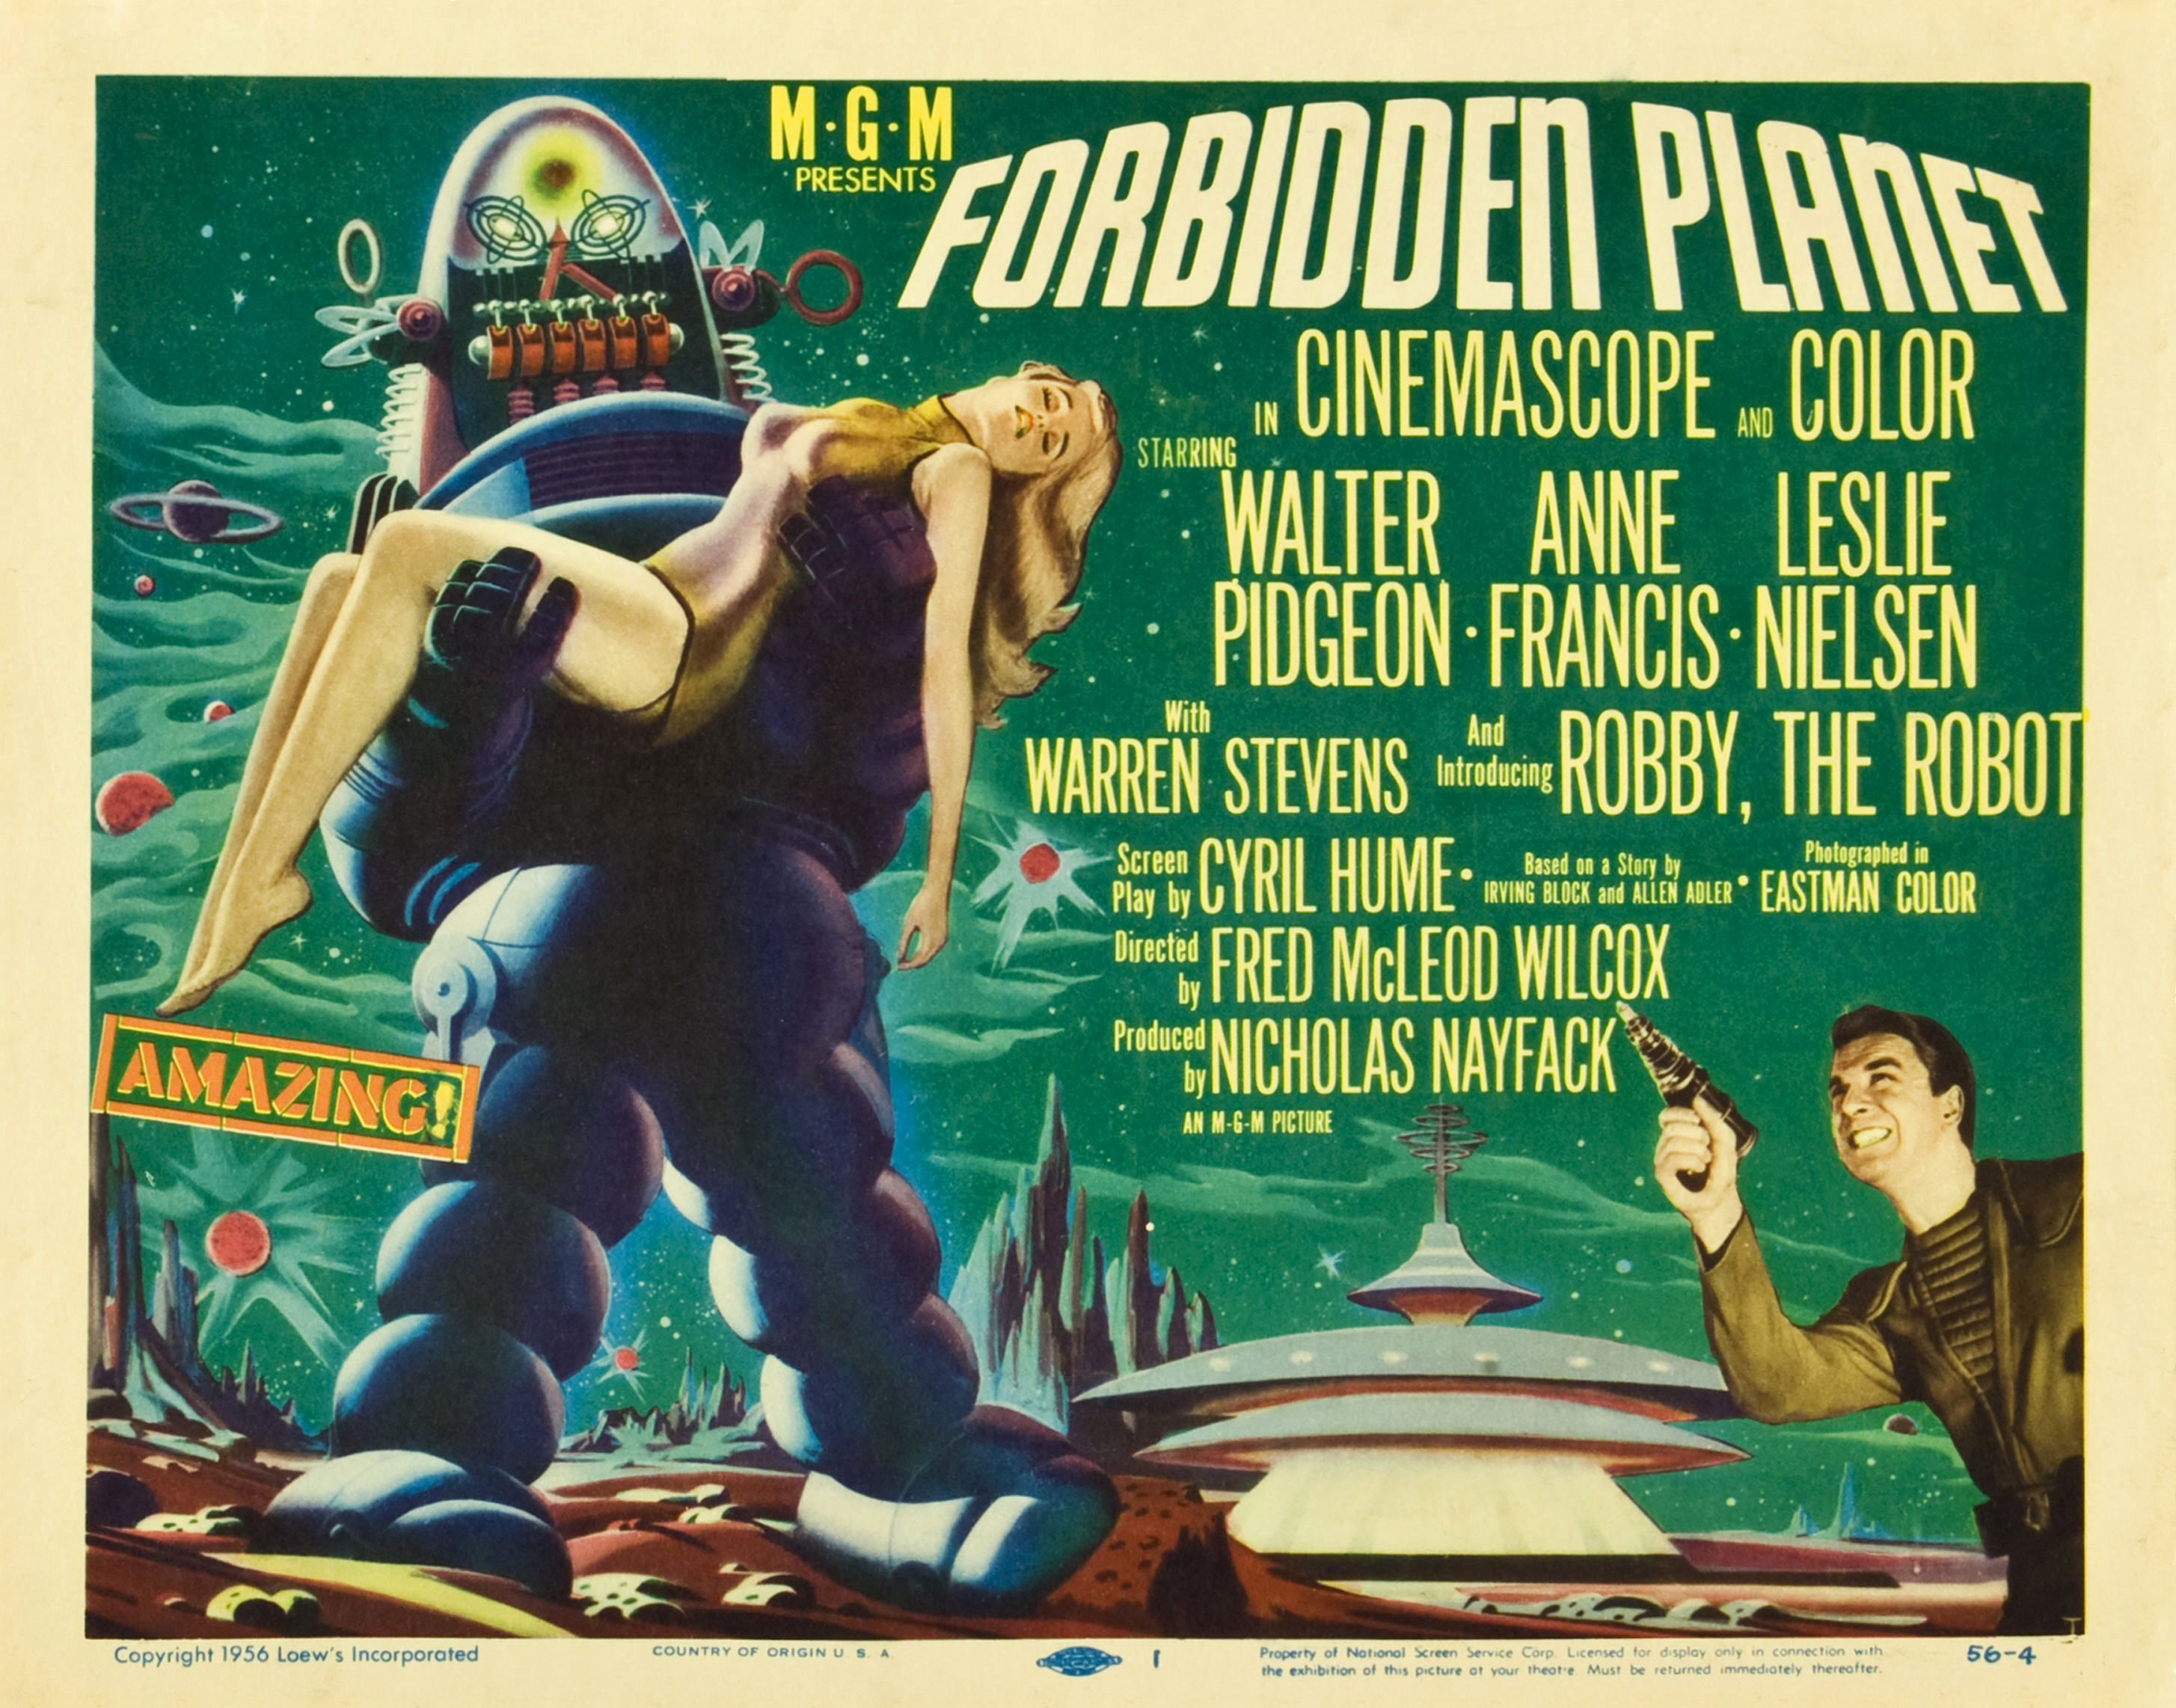 M·G·M
PRESENTS
FORBIDDEN PLANET
IN CINEMASCOPE AND COLOR
STARRING
WALTER PIDGEON · ANNE FRANCIS · LESLIE NIELSEN
With
WARREN STEVENS
And
Introducing ROBBY, THE ROBOT
Screen
Play by CYRIL HUME ·
Based on a Story by
IRVING BLOCK and ALLEN ADLER ·
Photographed in
EASTMAN COLOR
Directed
by FRED McLEOD WILCOX
Produced
by NICHOLAS NAYFACK
AN M-G-M PICTURE
AMAZING!
Copyright 1956 Loew's Incorporated
COUNTRY OF ORIGIN U. S. A.
1
Property of National Screen Service Corp. Licensed for display only in connection with
the exhibition of this picture at your theatre. Must be returned immediately thereafter.
56-4